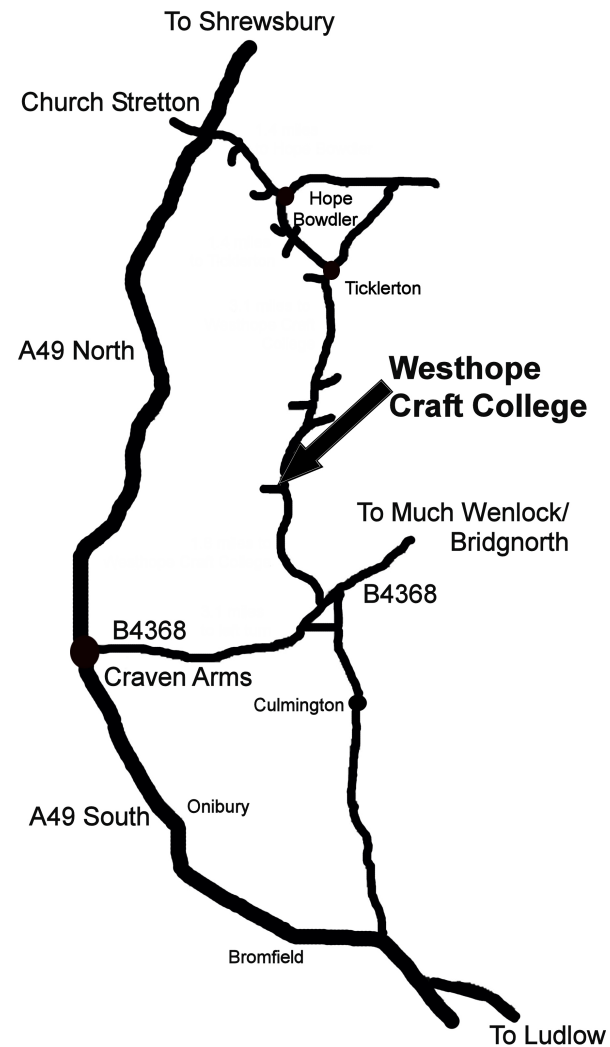 To Shrewsbury
Church Stretton
Hope
Bowdler
Ticklerton
A49 North
Westhope
Craft College
To Much Wenlock/
Bridgnorth
B4368
B4368
Craven Arms
Culmington
Onibury
A49 South
Bromfield
To Ludlow